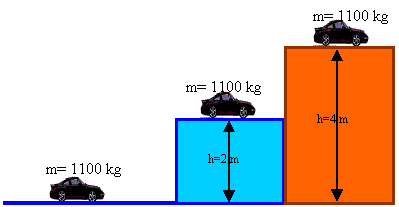 m= 1100 kg
m= 1100 kg
h=4 m
h=2 m
m= 1100 kg